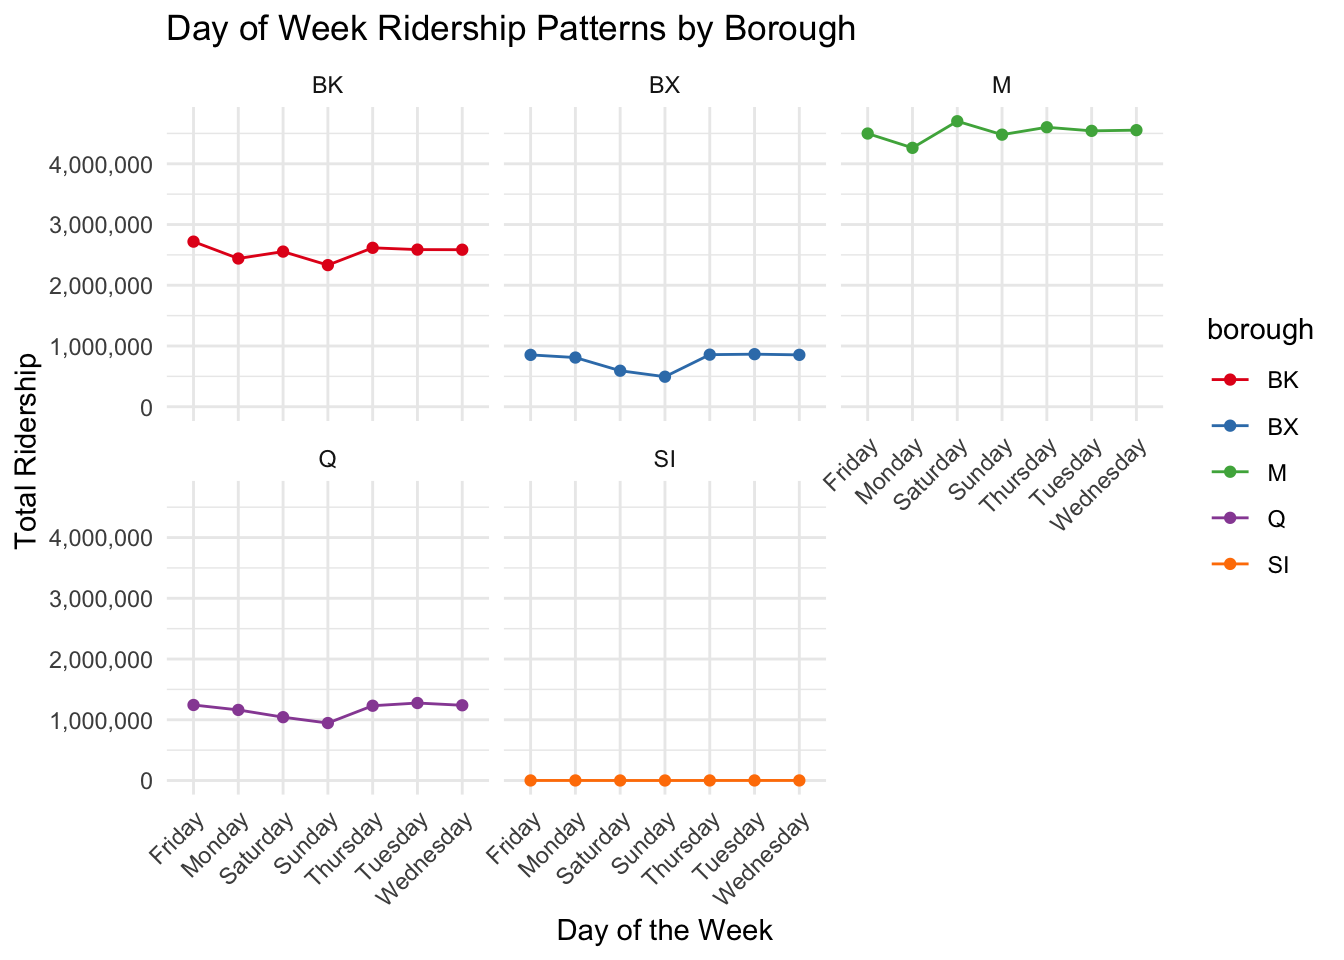 Day of Week Ridership Patterns by Borough
BK
BX
M
4,000,000
3,000,000
2,000,000
1,000,000
0
Friday
Monday
Saturday
Sunday
Thursday
Tuesday
Wednesday
Q
SI
4,000,000
3,000,000
2,000,000
1,000,000
0
Friday
Monday
Saturday
Sunday
Thursday
Tuesday
Wednesday
Friday
Monday
Saturday
Sunday
Thursday
Tuesday
Wednesday
Total Ridership
Day of the Week
borough
BK
BX
M
Q
SI